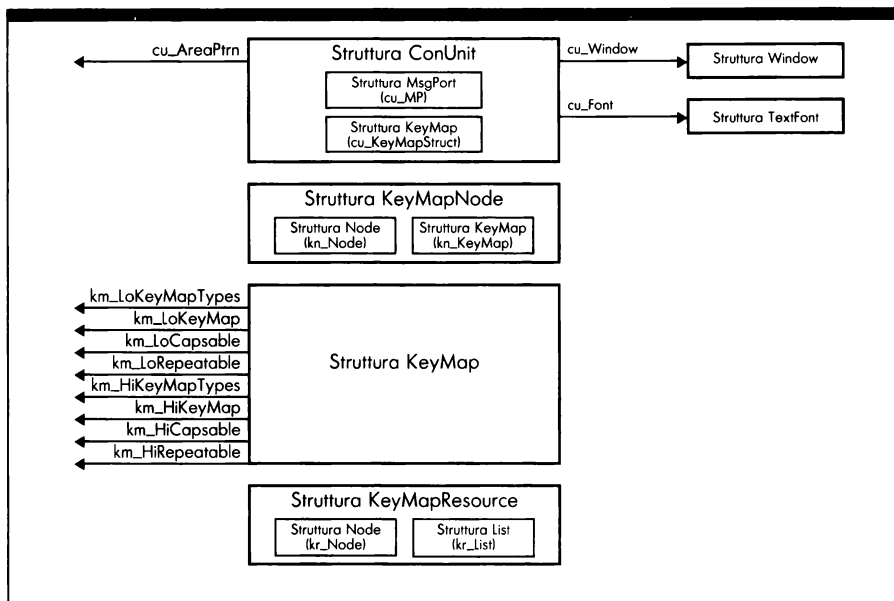 cu_AreaPtrn
Struttura ConUnit
cu_Window
Struttura Window
Struttura MsgPort
(cu_MP)
cu_Font
Struttura TextFont
Struttura KeyMap
(cu_KeyMapStruct)
Struttura KeyMapNode
Struttura Node
(kn_Node)
Struttura KeyMap
(kn_KeyMap)
km_LoKeyMapTypes
km_LoKeyMap
km_LoCapsable
km_LoRepeatable
km_HiKeyMapTypes
km_HiKeyMap
km_HiCapsable
km_HiRepeatable
Struttura KeyMap
Struttura KeyMapResource
Struttura Node
(kr_Node)
Struttura List
(kr_List)